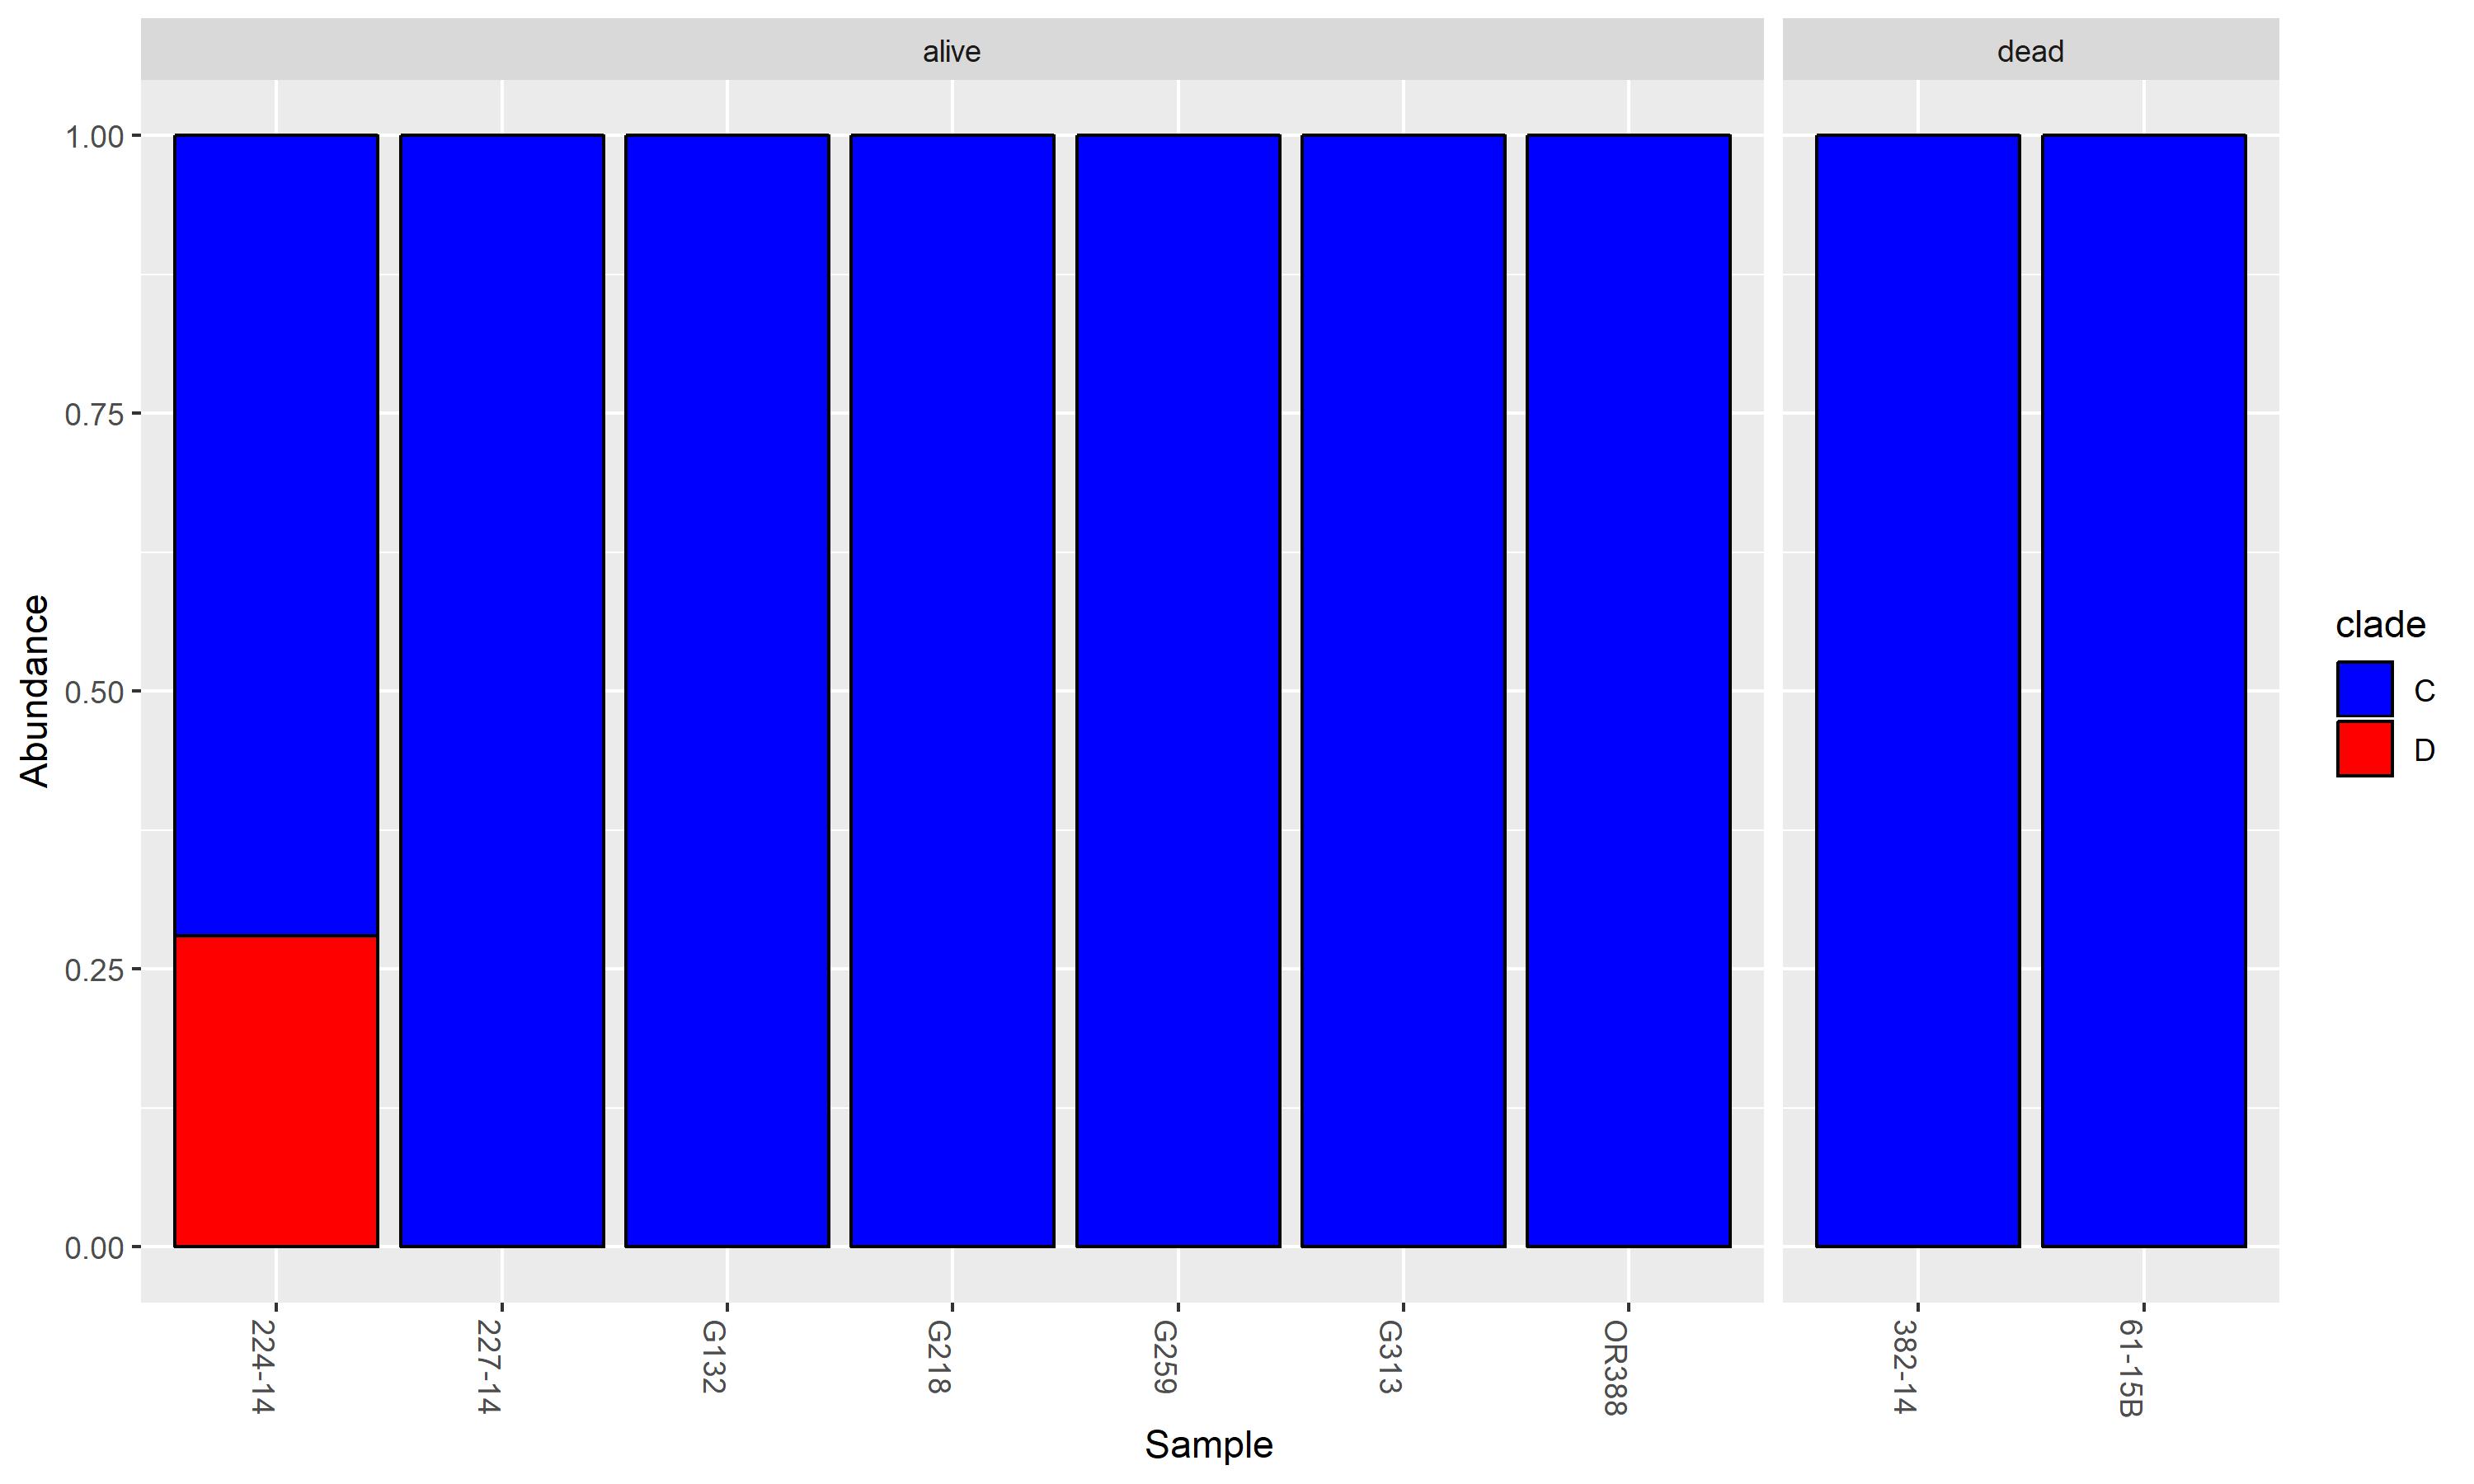 alive
dead
1.00
0.75
0.50
0.25
0.00
Abundance
224-14
227-14
G132
G218
G259
G313
OR388
382-14
61-15B
Sample
clade
C
D